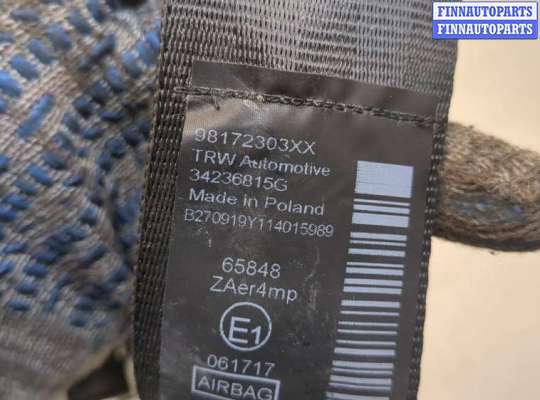 FINNAUTOPARTS
FINNAUTOPARTS
98172303XX
TRW Automotive
34236815G
Made in Poland
B270919Y114015989
65848
ZAer4mp
E1
061717
AIRBAG